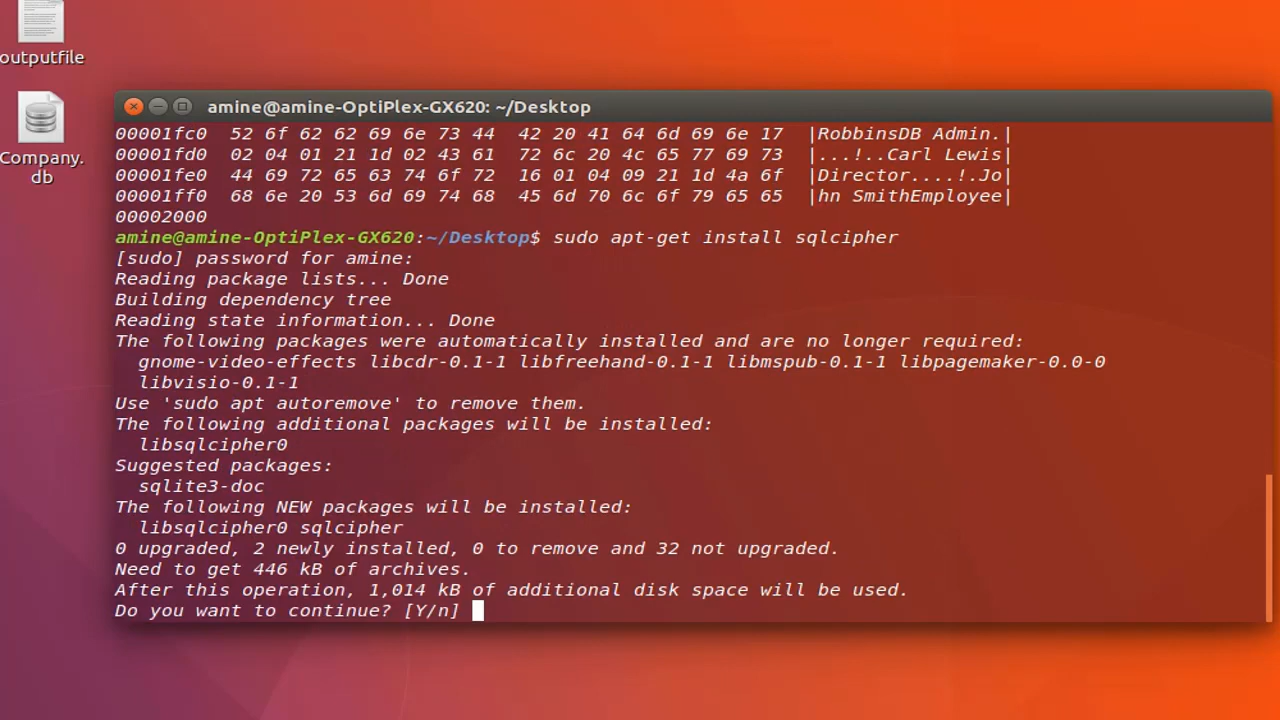 outputfile
Company.
db
amine@amine-OptiPlex-GX620: ~/Desktop
00001fc0  52 6f 62 62 69 6e 73 44  42 20 41 64 6d 69 6e 17  |RobbinsDB Admin.|
00001fd0  02 04 01 21 1d 02 43 61  72 6c 20 4c 65 77 69 73  |...!..Carl Lewis|
00001fe0  44 69 72 65 63 74 6f 72  16 01 04 09 21 1d 4a 6f  |Director....!.Jo|
00001ff0  68 6e 20 53 6d 69 74 68  45 6d 70 6c 6f 79 65 65  |hn SmithEmployee|
00002000
amine@amine-OptiPlex-GX620:~/Desktop$ sudo apt-get install sqlcipher
[sudo] password for amine:
Reading package lists... Done
Building dependency tree
Reading state information... Done
The following packages were automatically installed and are no longer required:
  gnome-video-effects libcdr-0.1-1 libfreehand-0.1-1 libmspub-0.1-1 libpagemaker-0.0-0
  libvisio-0.1-1
Use 'sudo apt autoremove' to remove them.
The following additional packages will be installed:
  libsqlcipher0
Suggested packages:
  sqlite3-doc
The following NEW packages will be installed:
  libsqlcipher0 sqlcipher
0 upgraded, 2 newly installed, 0 to remove and 32 not upgraded.
Need to get 446 kB of archives.
After this operation, 1,014 kB of additional disk space will be used.
Do you want to continue? [Y/n]